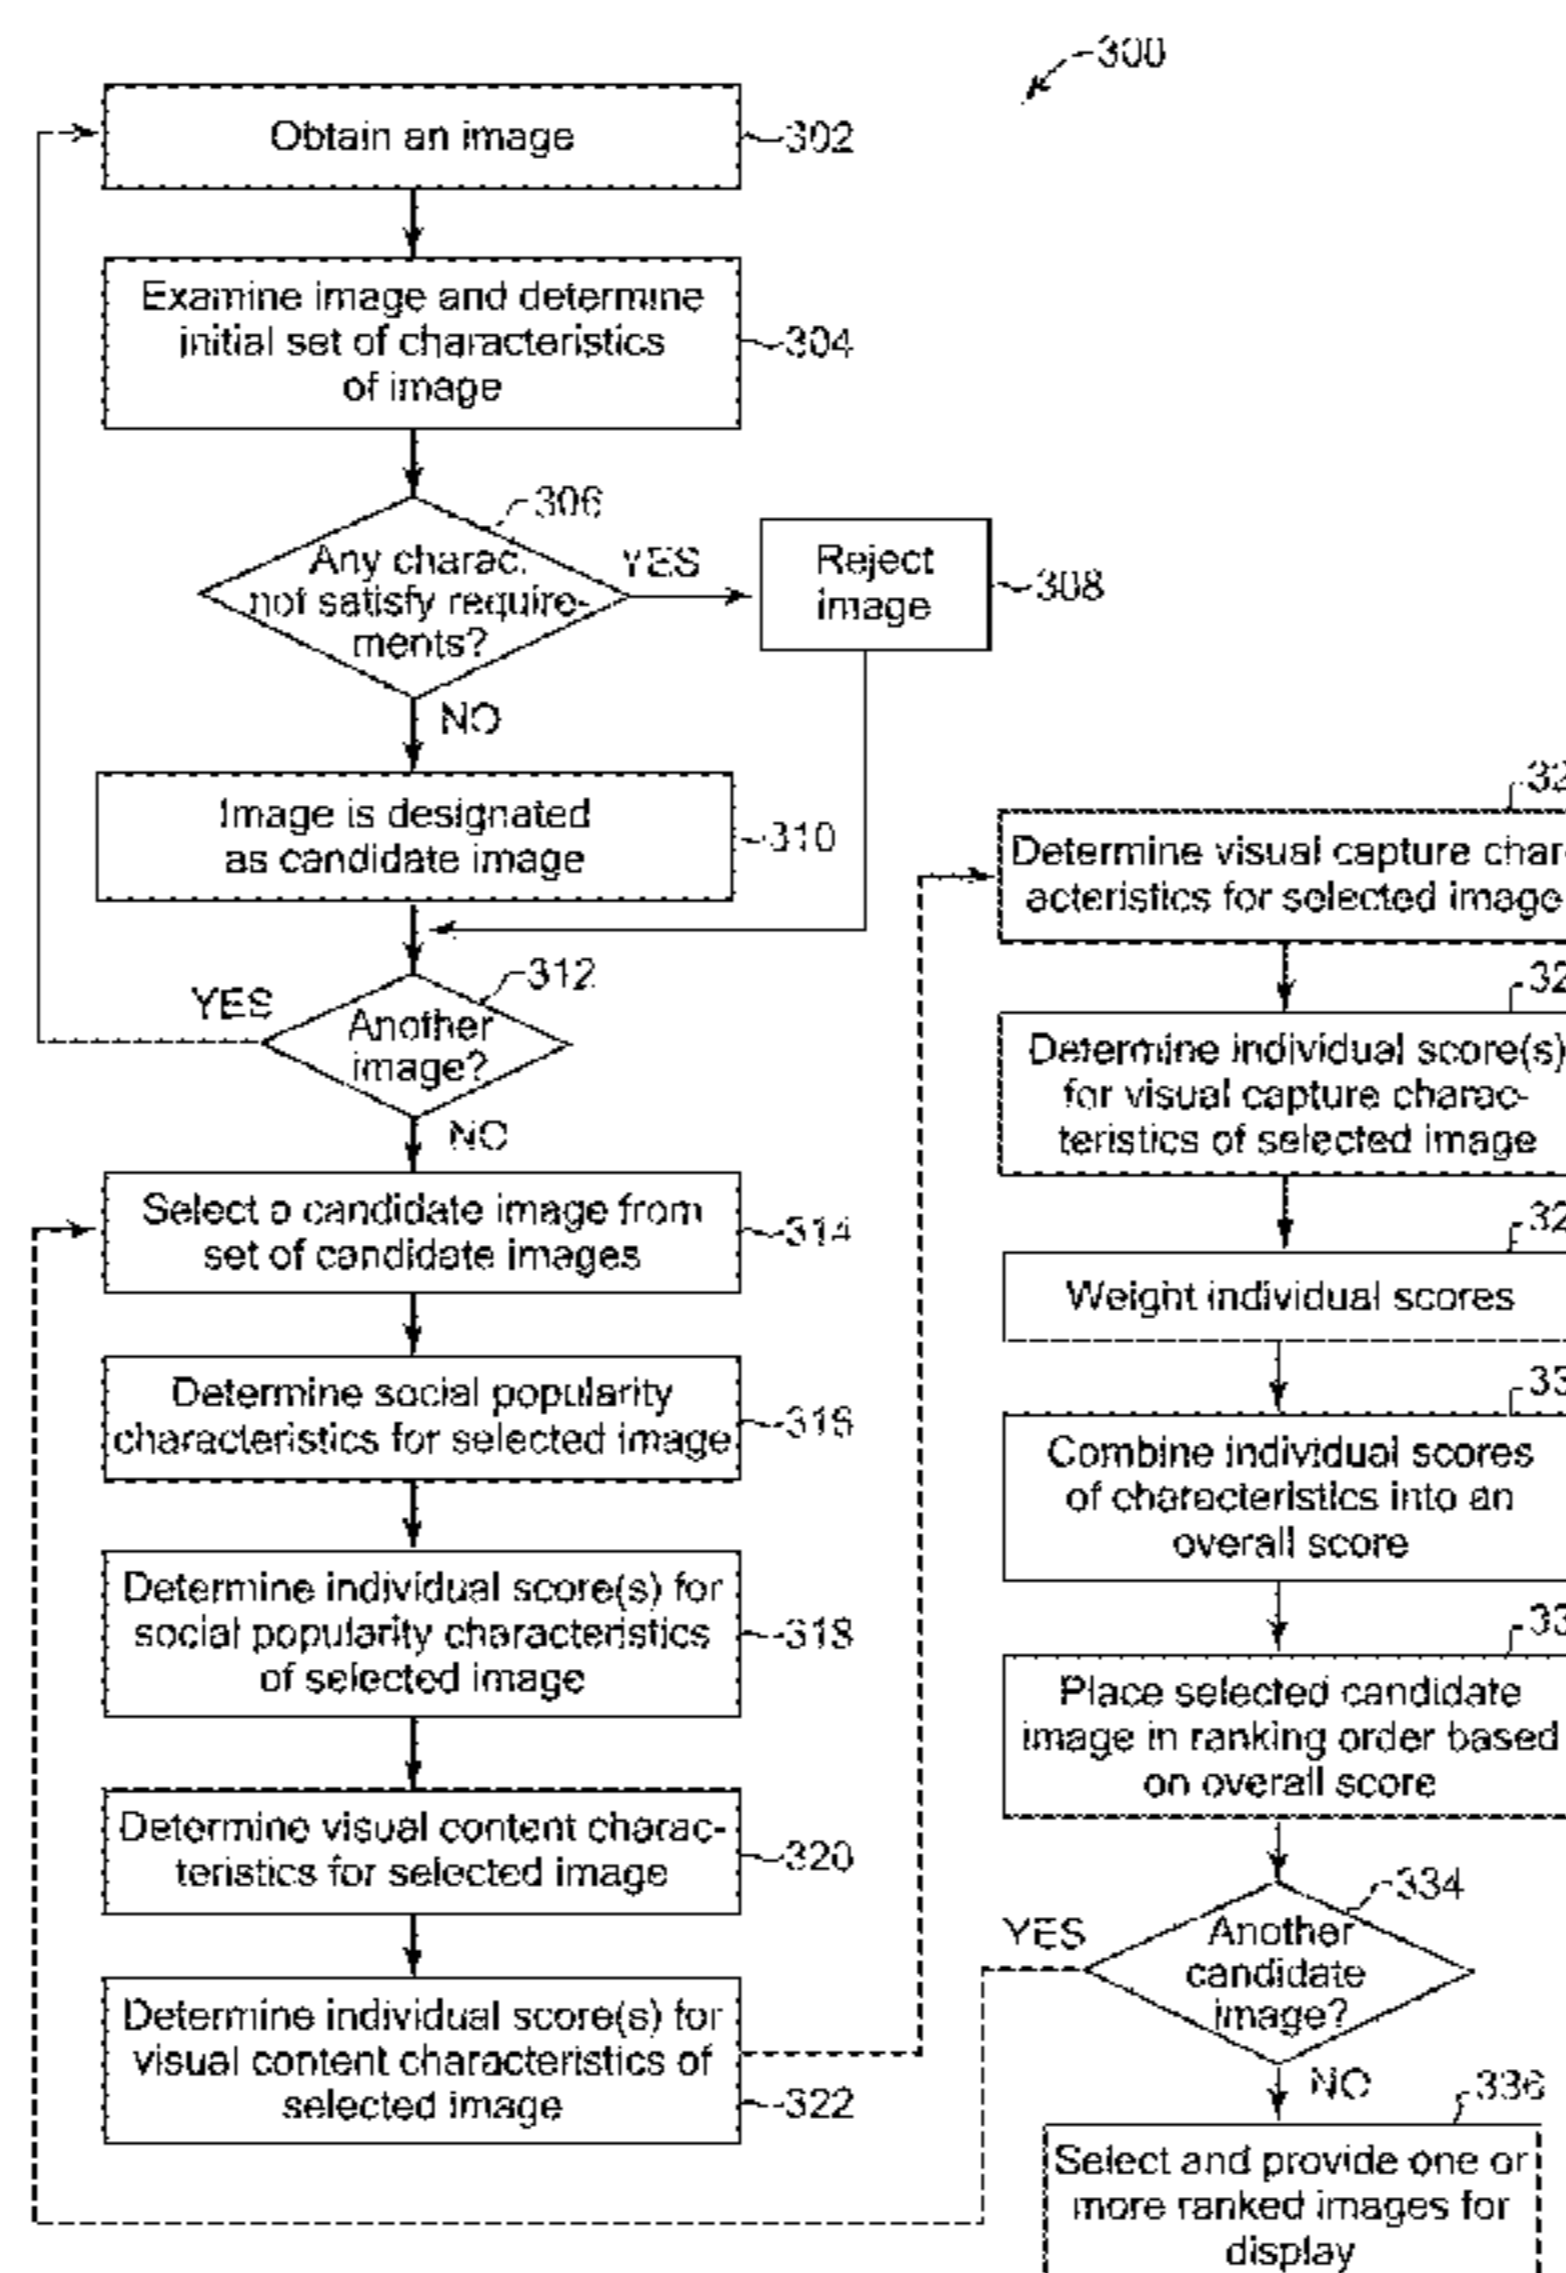 300
Obtain an image
302
Examine image and determine
initial set of characteristics
of image
304
306
Any charac.
not satisfy require-
ments?
YES
Reject
image
308
NO
Image is designated
as candidate image
310
312
YES
Another
image?
NO
Select a candidate image from
set of candidate images
314
Determine social popularity
characteristics for selected image
316
Determine individual score(s) for
social popularity characteristics
of selected image
318
Determine visual content charac-
teristics for selected image
320
Determine individual score(s) for
visual content characteristics of
selected image
322
Determine visual capture char-
acteristics for selected image
Determine individual score(s)
for visual capture charac-
teristics of selected image
Weight individual scores
Combine individual scores
of characteristics into an
overall score
Place selected candidate
image in ranking order based
on overall score
334
YES
Another
candidate
image?
NO
336
Select and provide one or
more ranked images for
display